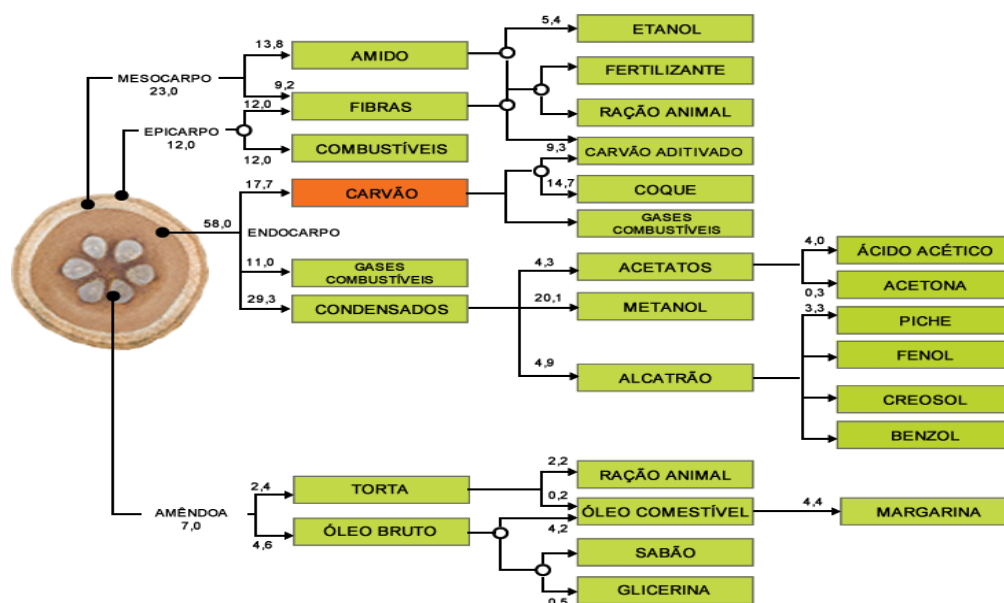 5,4
ETANOL
13,8
AMIDO
FERTILIZANTE
MESOCARPO
23,0
9,2
FIBRAS
RAÇÃO ANIMAL
12,0
EPICARPO
12,0
12,0
COMBUSTÍVEIS
9,3
CARVÃO ADITIVADO
17,7
CARVÃO
14,7
COQUE
GASES
COMBUSTÍVEIS
58,0
ENDOCARPO
11,0
GASES
COMBUSTÍVEIS
29,3
CONDENSADOS
4,3
ACETATOS
4,0
ÁCIDO ACÉTICO
0,3
ACETONA
20,1
METANOL
4,9
ALCATRÃO
3,3
PICHE
FENOL
CREOSOL
BENZOL
AMÊNDOA
7,0
2,4
TORTA
2,2
RAÇÃO ANIMAL
0,2
ÓLEO COMESTÍVEL
4,4
MARGARINA
4,6
ÓLEO BRUTO
4,2
SABÃO
GLICERINA
0,5